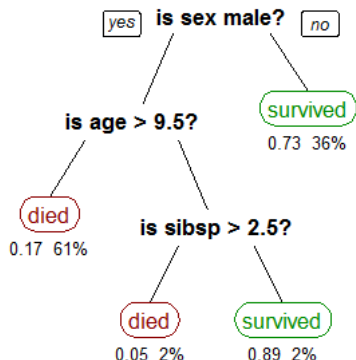 yes is sex male? no
is age > 9.5?
survived
0.73 36%
died
0.17 61%
is sibsp > 2.5?
died
0.05 2%
survived
0.89 2%